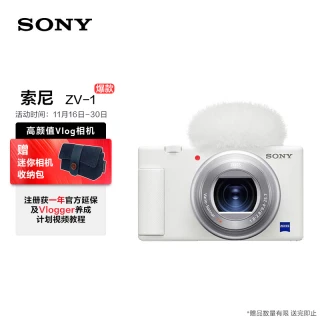 SONY
爆款
索尼 ZV-1
活动时间：11月16日-30日
高颜值Vlog相机
赠
迷你相机
收纳包
注册获一年官方延保
及Vlogger养成
计划视频教程
SONY
ZEISS
*赠品数量有限 送完即止